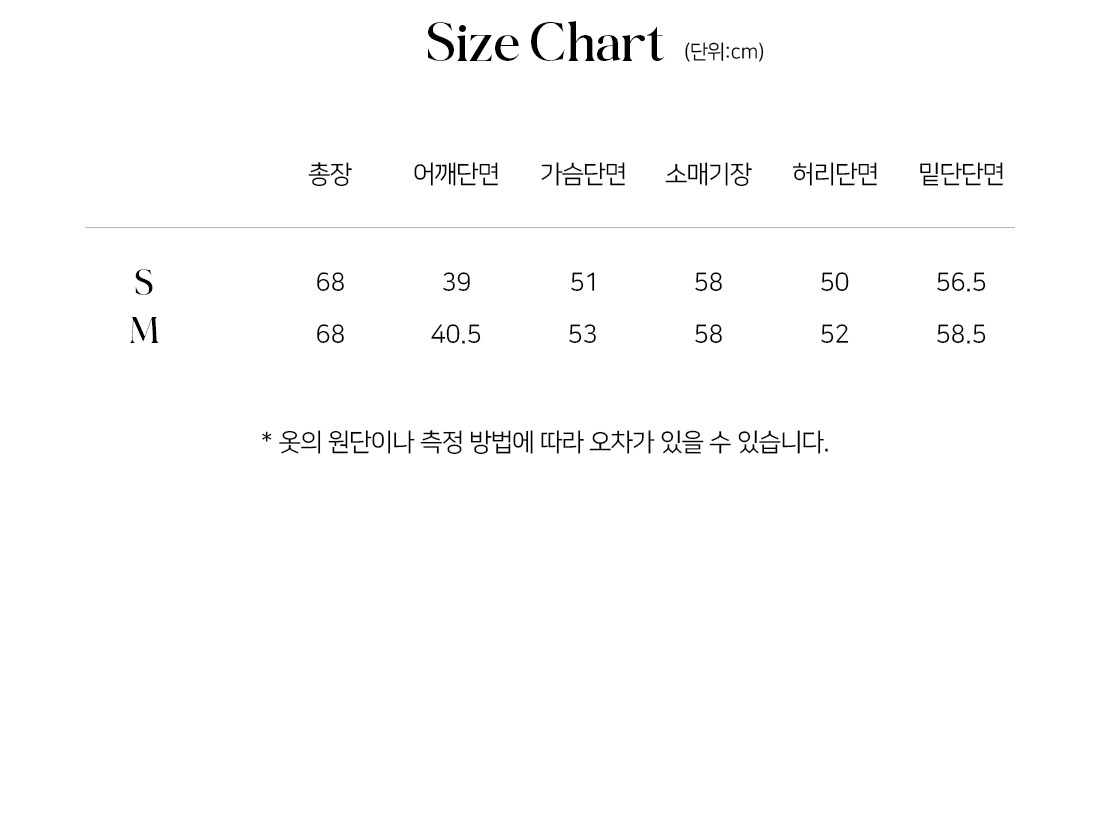 Size Chart (단위:cm)
총장 어깨단면 가슴단면 소매기장 허리단면 밑단단면
S 68 39 51 58 50 56.5
M 68 40.5 53 58 52 58.5
* 옷의 원단이나 측정 방법에 따라 오차가 있을 수 있습니다.